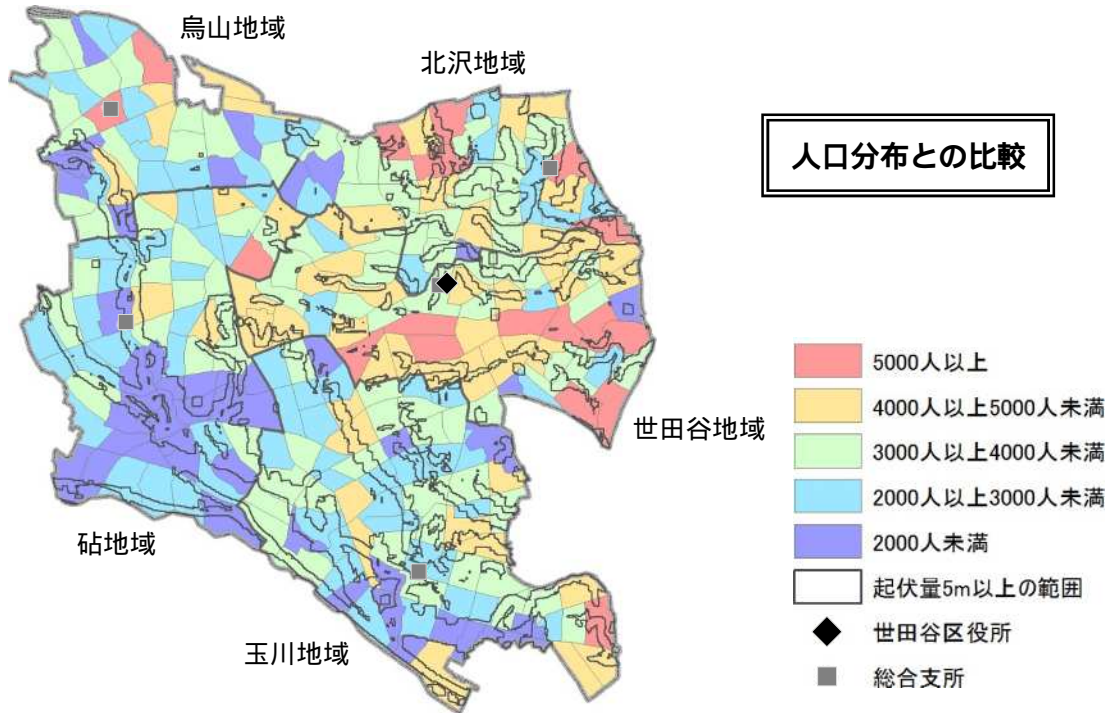 烏山地域
北沢地域
人口分布との比較
世田谷地域
砧地域
玉川地域
5000人以上
4000人以上5000人未満
3000人以上4000人未満
2000人以上3000人未満
2000人未満
起伏量5m以上の範囲
世田谷区役所
総合支所